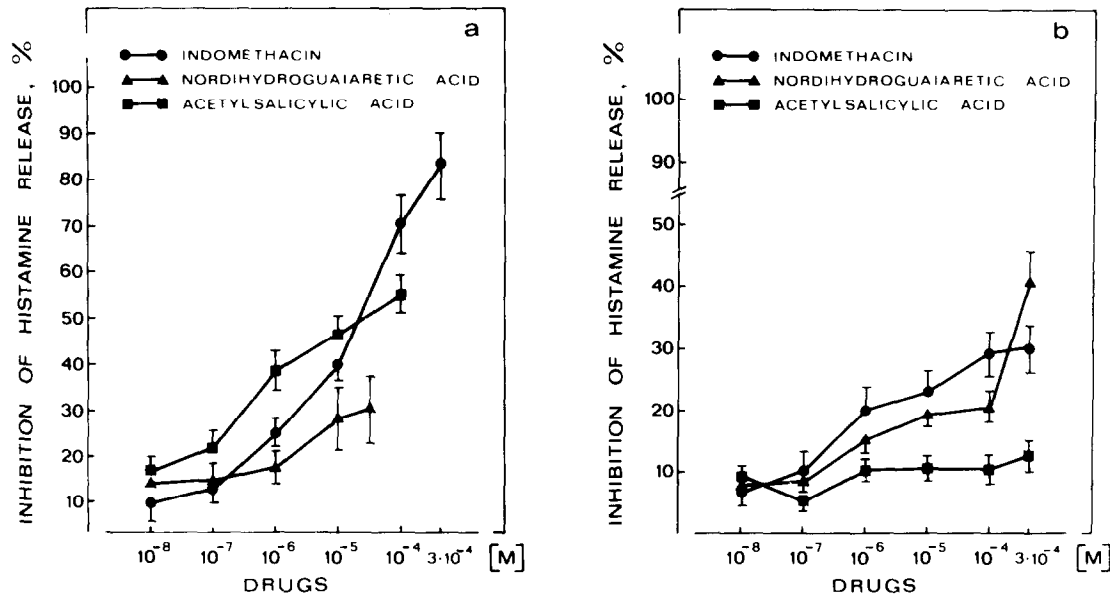 a
INDOMETHACIN
NORDIHYDROGUAIARETIC ACID
ACETYLSALICYLIC ACID
INHIBITION OF HISTAMINE RELEASE, %
100
90
80
70
60
50
40
30
20
10
10⁻⁸ 10⁻⁷ 10⁻⁶ 10⁻⁵ 10⁻⁴ 3·10⁻⁴ [M]
DRUGS
b
INDOMETHACIN
NORDIHYDROGUAIARETIC ACID
ACETYLSALICYLIC ACID
INHIBITION OF HISTAMINE RELEASE, %
100
90
50
40
30
20
10
10⁻⁸ 10⁻⁷ 10⁻⁶ 10⁻⁵ 10⁻⁴ 3·10⁻⁴ [M]
DRUGS